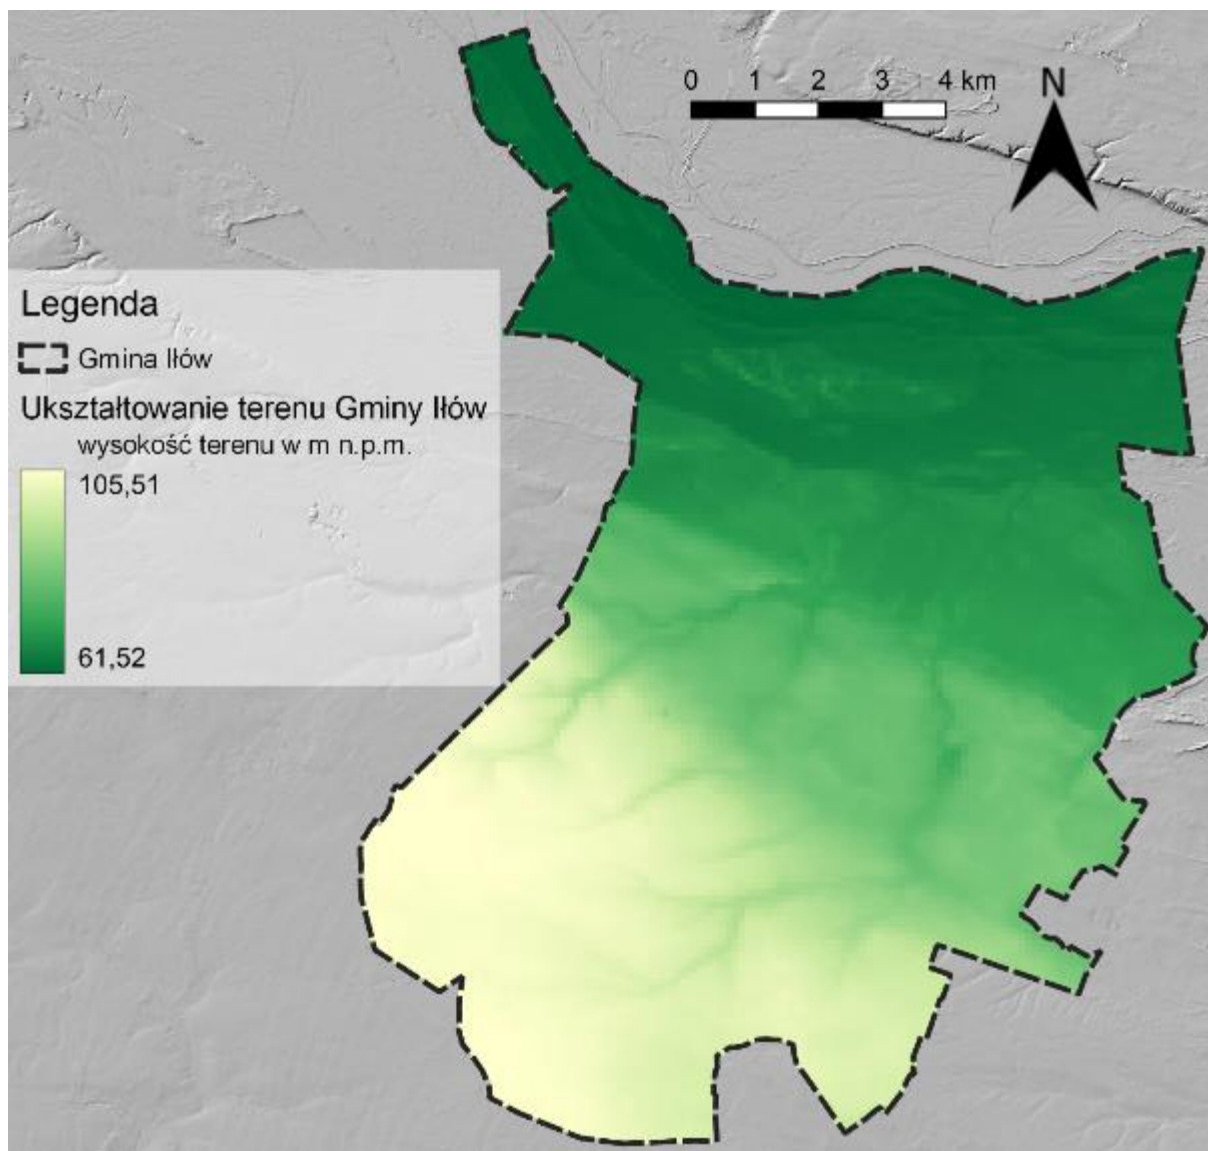 0 1 2 3 4 km
N
Legenda
Gmina Iłów
Ukształtowanie terenu Gminy Iłów
wysokość terenu w m n.p.m.
105,51
61,52